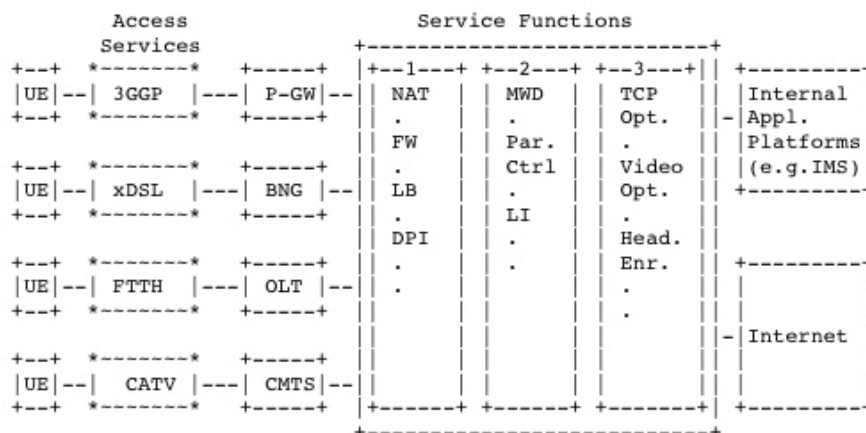 Access Service Functions
Services +----------------------------+
+--+ *~~~~~~~* +-----+ |+--1---+ +--2---+ +--3---+| +---------+
|UE|--| 3GGP |---| P-GW|--| NAT | | MWD | | TCP || |Internal
+--+ *~~~~~~~* +-----+ || . | | . | | Opt. ||-|Appl.
|| FW | | Par. | | . || |Platforms
+--+ *~~~~~~~* +-----+ || . | | Ctrl | | Video|| |(e.g.IMS)
|UE|--| xDSL |---| BNG |--|| LB | | . | | Opt. || +---------+
+--+ *~~~~~~~* +-----+ || . | | LI | | . ||
|| DPI | | . | | Head.||
+--+ *~~~~~~~* +-----+ || . | | . | | Enr. || +---------+
|UE|--| FTTH |---| OLT |--|| . | | | | . || |
+--+ *~~~~~~~* +-----+ || | | | | . || |
|| | | | | ||-|Internet
+--+ *~~~~~~~* +-----+ || | | | | || |
|UE|--| CATV |---| CMTS|--|| | | | | || |
+--+ *~~~~~~~* +-----+ |+------+ +------+ +------+| +---------+
+----------------------------+